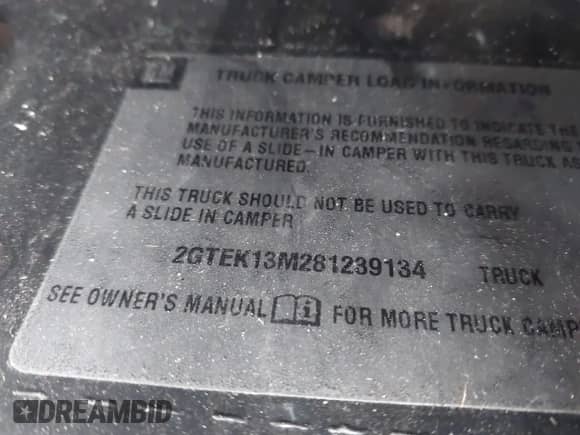 TRUCK CAMPER LOAD INFORMATION
THIS INFORMATION IS FURNISHED TO INDICATE THE
MANUFACTURER'S RECOMMENDATION REGARDING
USE OF A SLIDE-IN CAMPER WITH THIS TRUCK AS
MANUFACTURED.
THIS TRUCK SHOULD NOT BE USED TO CARRY
A SLIDE IN CAMPER
2GTEK13M281239134 TRUCK
SEE OWNER'S MANUAL i FOR MORE TRUCK CAMP
DREAMBID